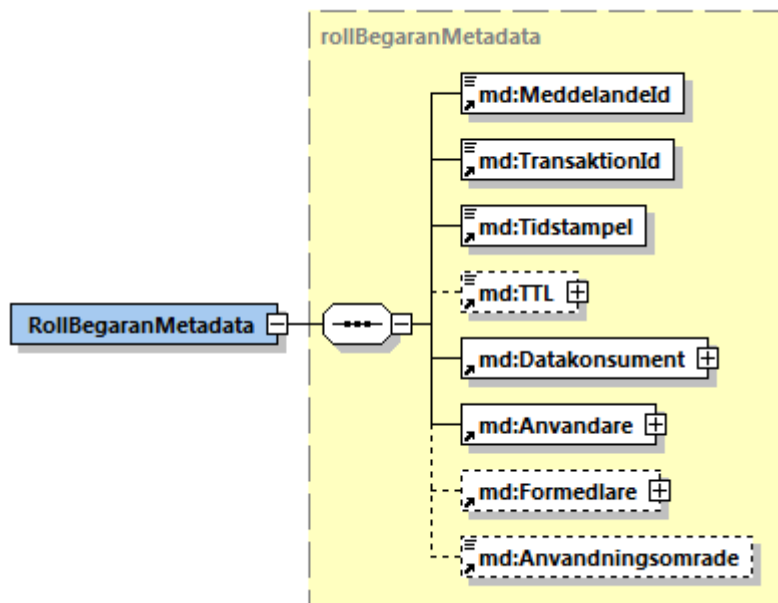 rollBegaranMetadata
md:MeddelandeId
md:TransaktionId
md:Tidstampel
md:TTL
RollBegaranMetadata
md:Datakonsument
md:Anvandare
md:Formedlare
md:Anvandningsomrade